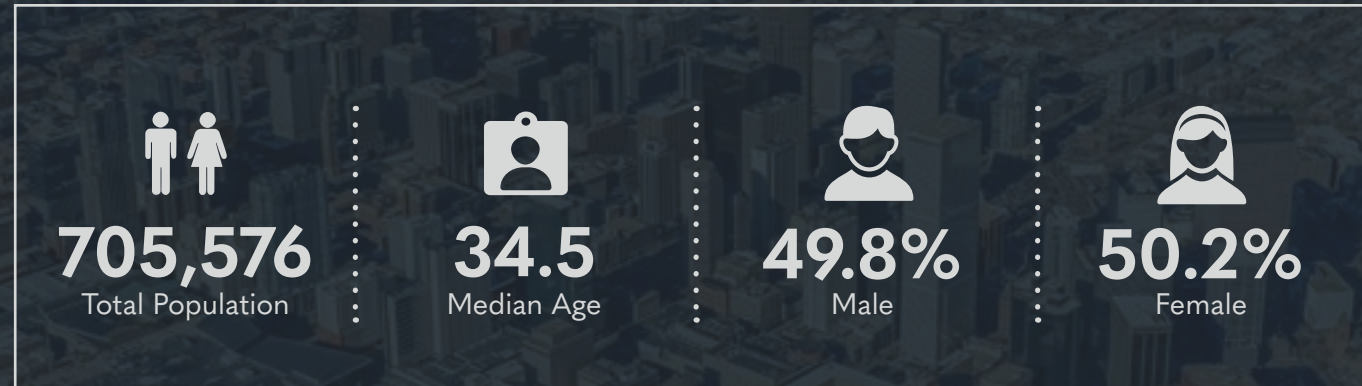 705,576
Total Population
34.5
Median Age
49.8%
Male
50.2%
Female